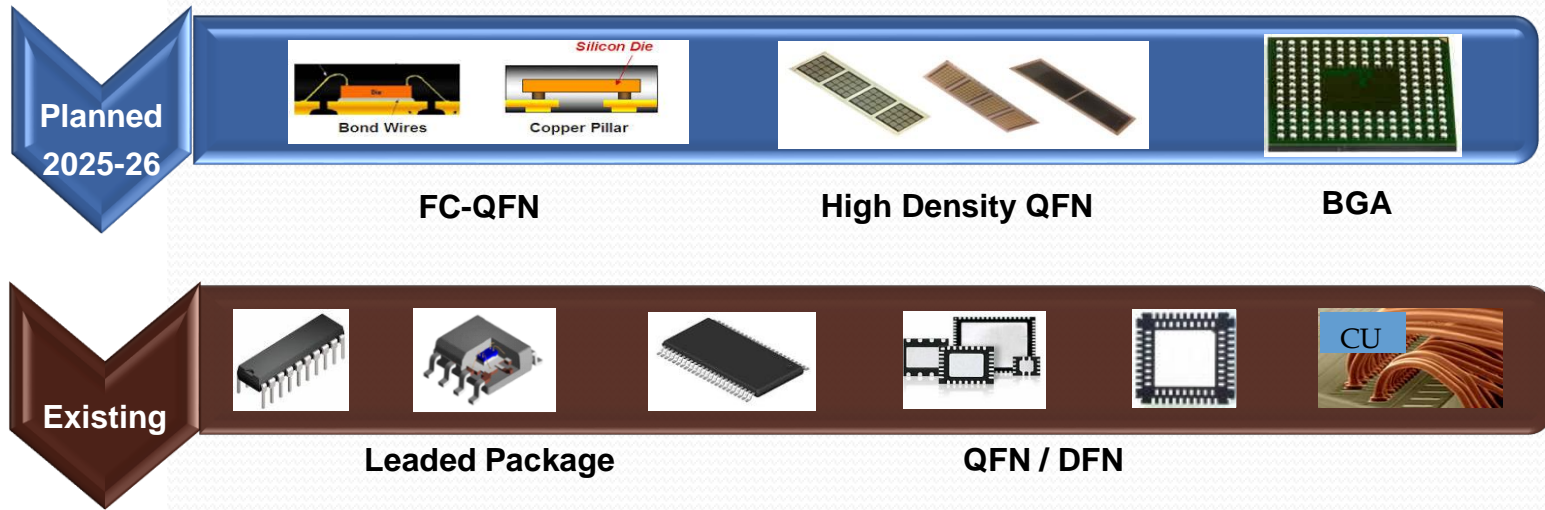 Planned
2025-26
Silicon Die
Die
Bond Wires
Copper Pillar
FC-QFN
High Density QFN
BGA
Existing
CU
Leaded Package
QFN / DFN